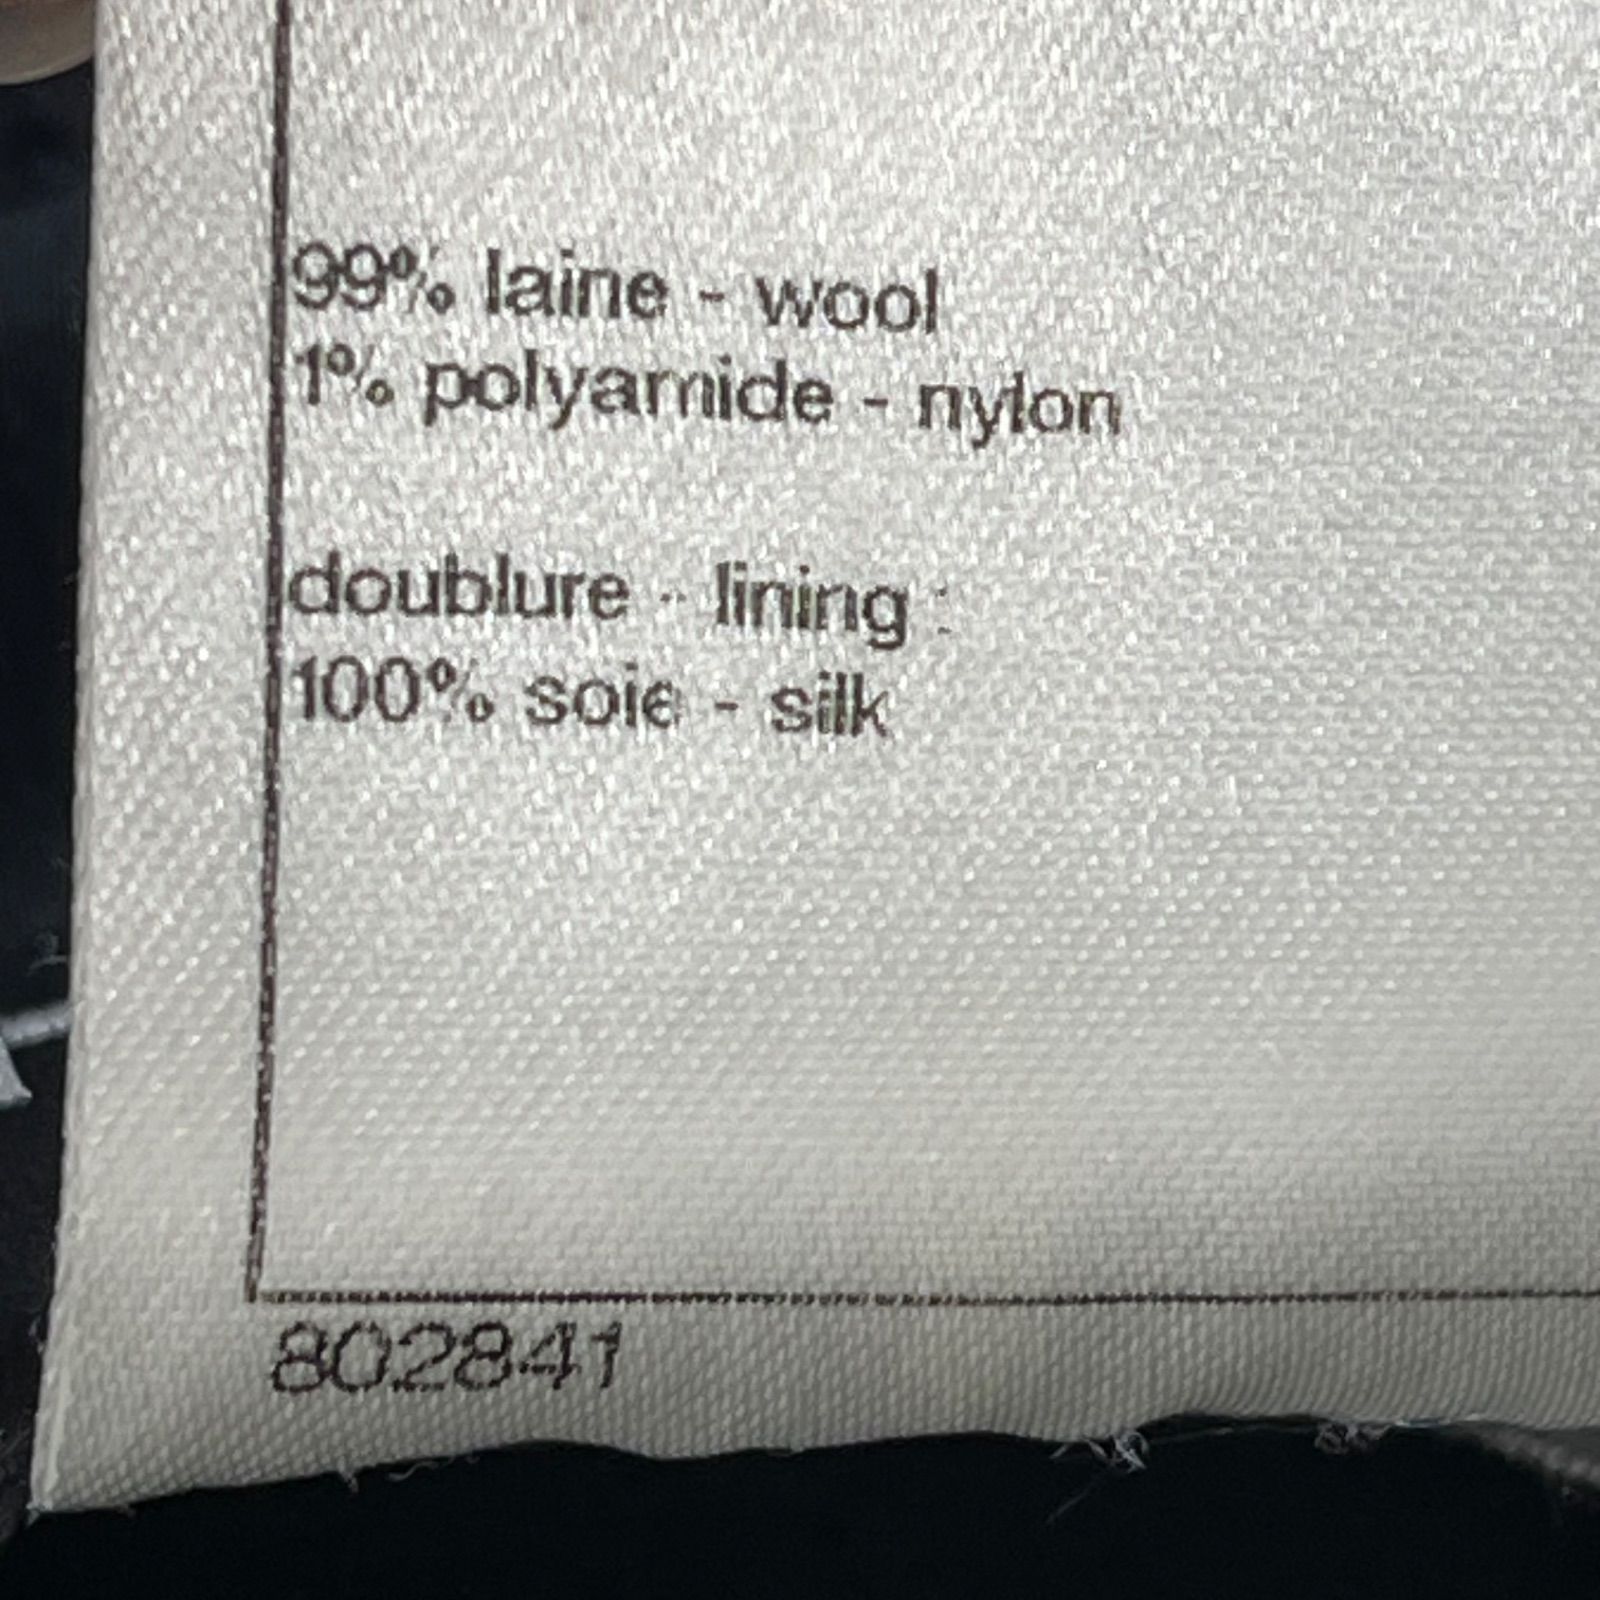 99% laine - wool
1% polyamide - nylon
doublure - lining :
100% soie - silk
802841